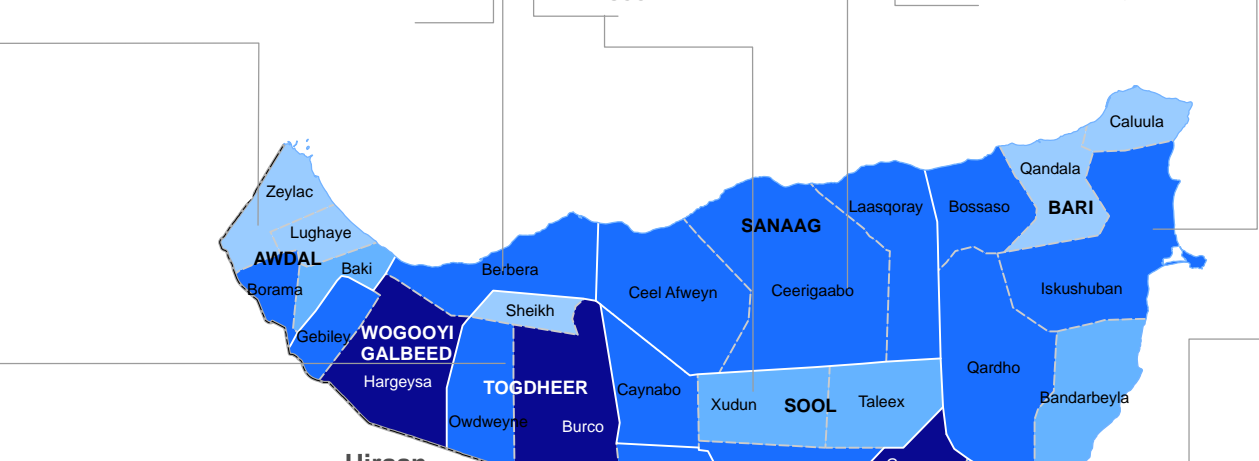 Caluula
Qandala
Zeylac
BARI
Laasqoray
Bossaso
SANAAG
Lughaye
AWDAL
Baki
Berbera
Borama
Ceel Afweyn
Ceerigaabo
Iskushuban
Sheikh
Gebiley
WOGOOYI
GALBEED
Hargeysa
TOGDHEER
Caynabo
Qardho
Bandarbeyla
Xudun
SOOL
Taleex
Owdweyne
Burco
Hiraan